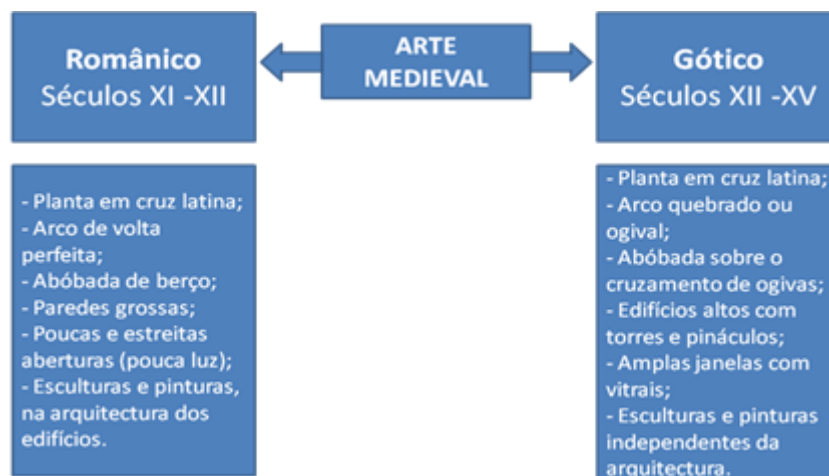 Românico
Séculos XI -XII
ARTE
MEDIEVAL
Gótico
Séculos XII -XV
- Planta em cruz latina;
- Arco de volta
perfeita;
- Abóbada de berço;
- Paredes grossas;
- Poucas e estreitas
aberturas (pouca luz);
- Esculturas e pinturas,
na arquitectura dos
edifícios.
- Planta em cruz latina;
- Arco quebrado ou
ogival;
- Abóbada sobre o
cruzamento de ogivas;
- Edifícios altos com
torres e pináculos;
- Amplas janelas com
vitrais;
- Esculturas e pinturas
independentes da
arquitectura.